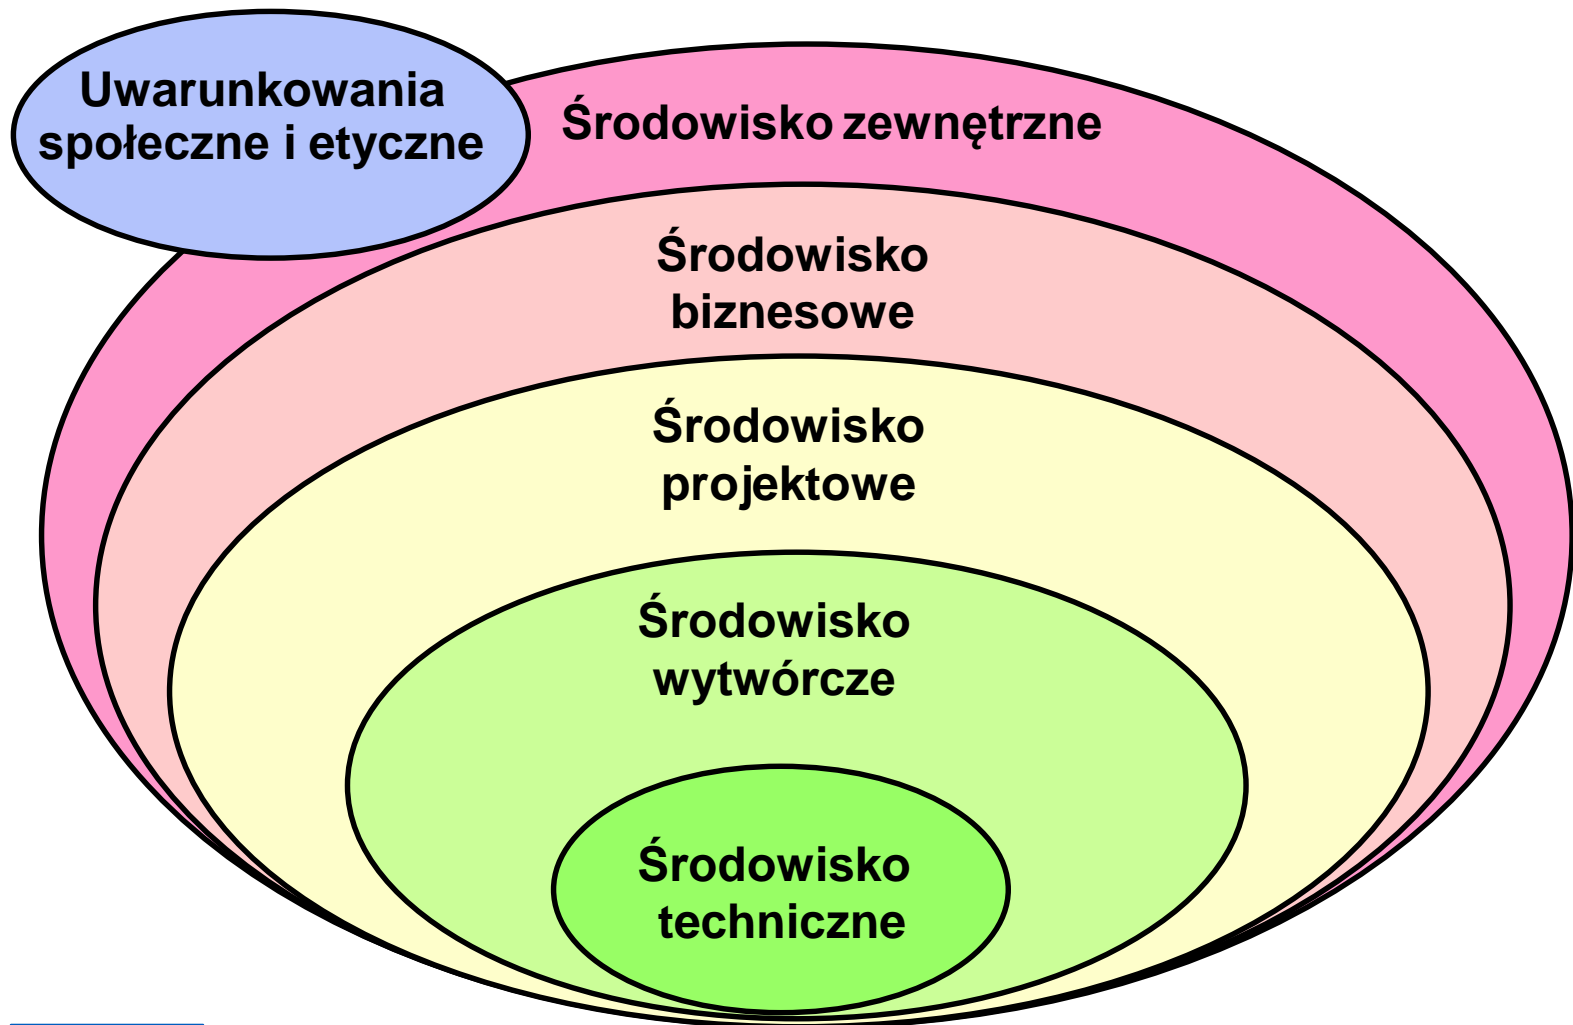 Uwarunkowania
społeczne i etyczne
Środowisko zewnętrzne
Środowisko
biznesowe
Środowisko
projektowe
Środowisko
wytwórcze
Środowisko
techniczne